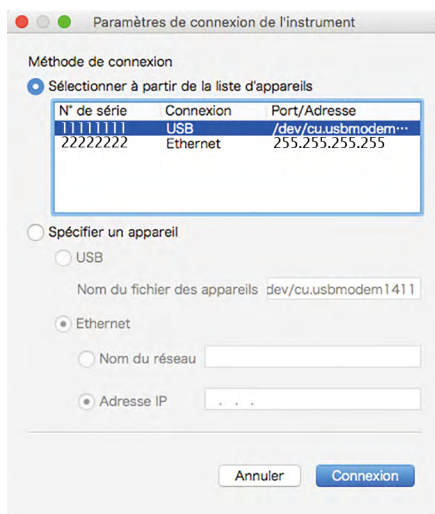 Paramètres de connexion de l'instrument
Méthode de connexion
Sélectionner à partir de la liste d'appareils
N° de série Connexion Port/Adresse
11111111 USB /dev/cu.usbmodem···
22222222 Ethernet 255.255.255.255
Spécifier un appareil
USB
Nom du fichier des appareils dev/cu.usbmodem1411
Ethernet
Nom du réseau
Adresse IP . . .
Annuler Connexion